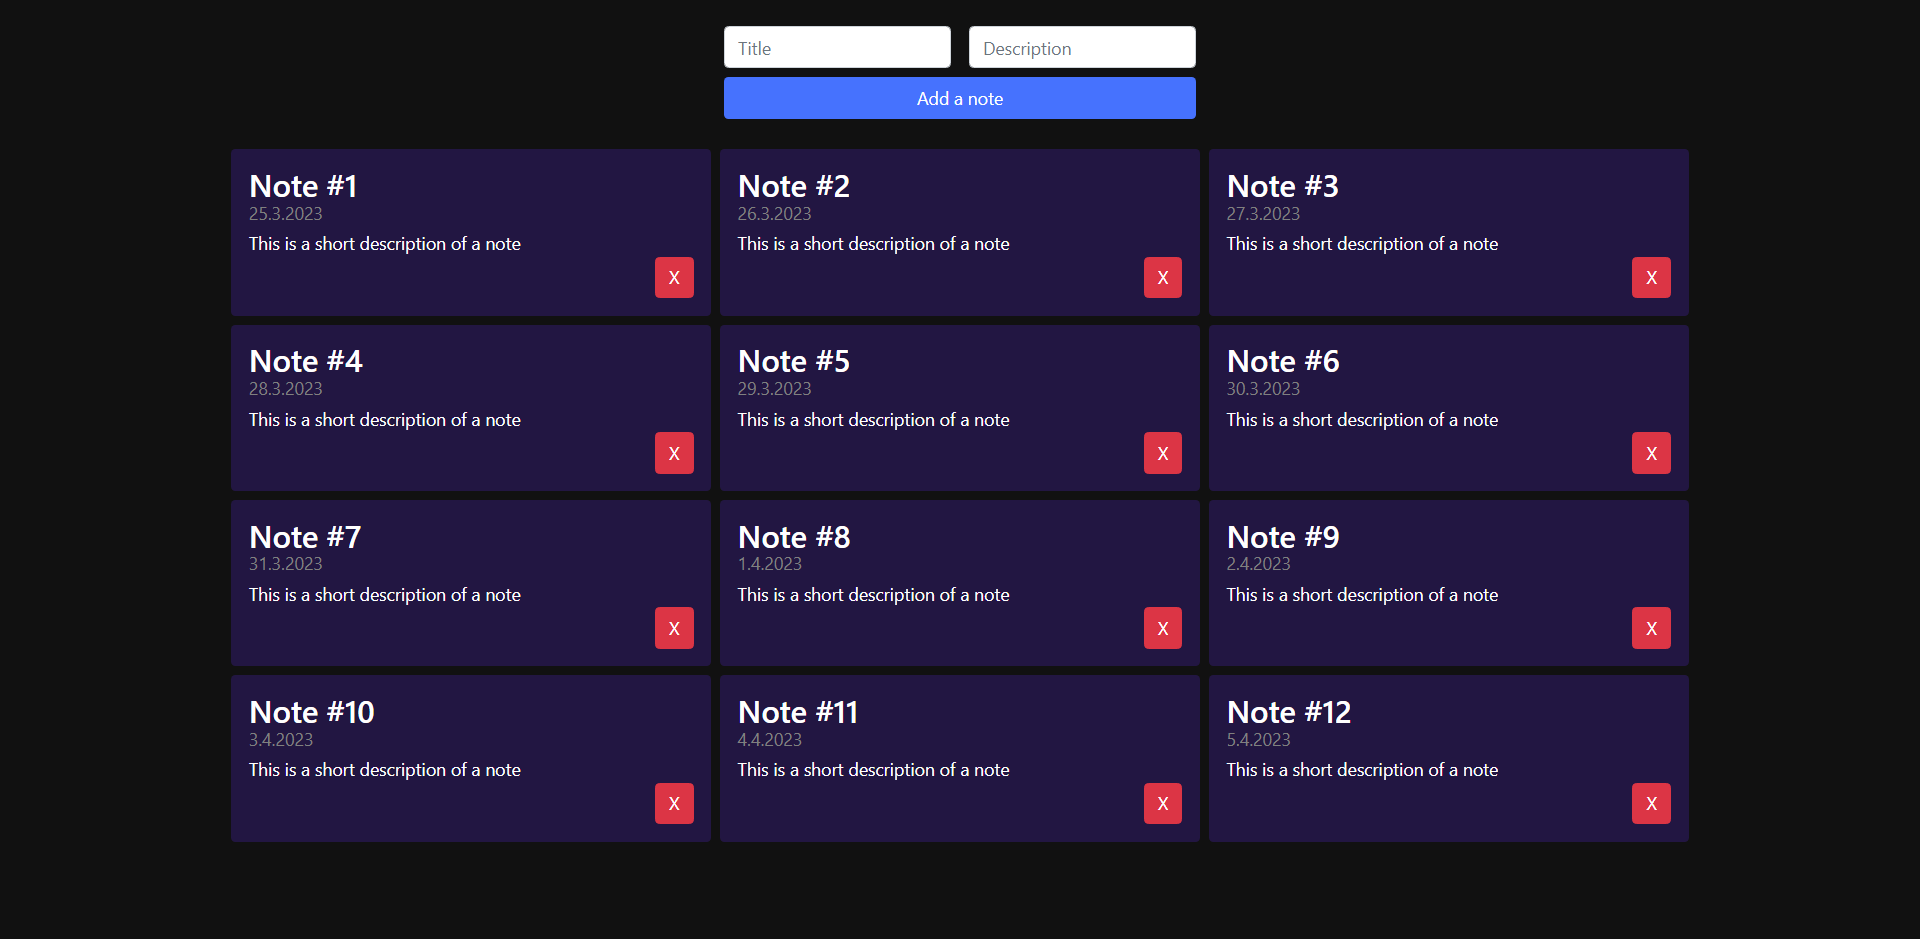 Title
Description
Add a note
Note #1
25.3.2023
This is a short description of a note
X
Note #2
26.3.2023
This is a short description of a note
X
Note #3
27.3.2023
This is a short description of a note
X
Note #4
28.3.2023
This is a short description of a note
X
Note #5
29.3.2023
This is a short description of a note
X
Note #6
30.3.2023
This is a short description of a note
X
Note #7
31.3.2023
This is a short description of a note
X
Note #8
1.4.2023
This is a short description of a note
X
Note #9
2.4.2023
This is a short description of a note
X
Note #10
3.4.2023
This is a short description of a note
X
Note #11
4.4.2023
This is a short description of a note
X
Note #12
5.4.2023
This is a short description of a note
X